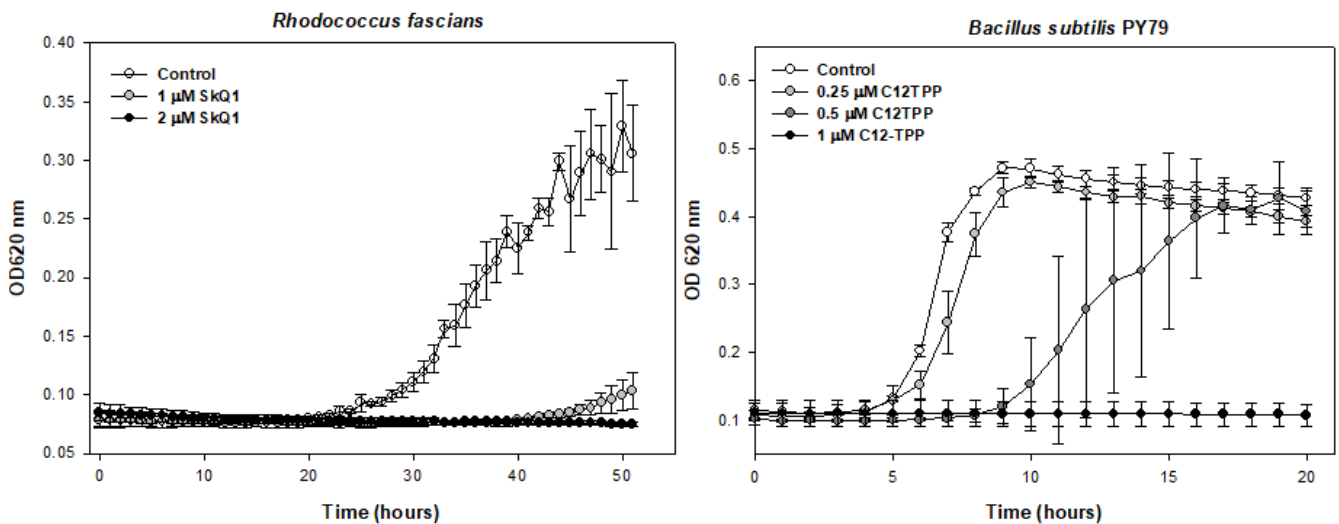 Rhodococcus fascians
0.40
0.35
0.30
0.25
0.20
0.15
0.10
0.05
OD620 nm
Control
1 μM SkQ1
2 μM SkQ1
0
10
20
30
40
50
Time (hours)
Bacillus subtilis PY79
0.6
0.5
0.4
0.3
0.2
0.1
OD 620 nm
Control
0.25 μM C12TPP
0.5 μM C12TPP
1 μM C12-TPP
0
5
10
15
20
Time (hours)